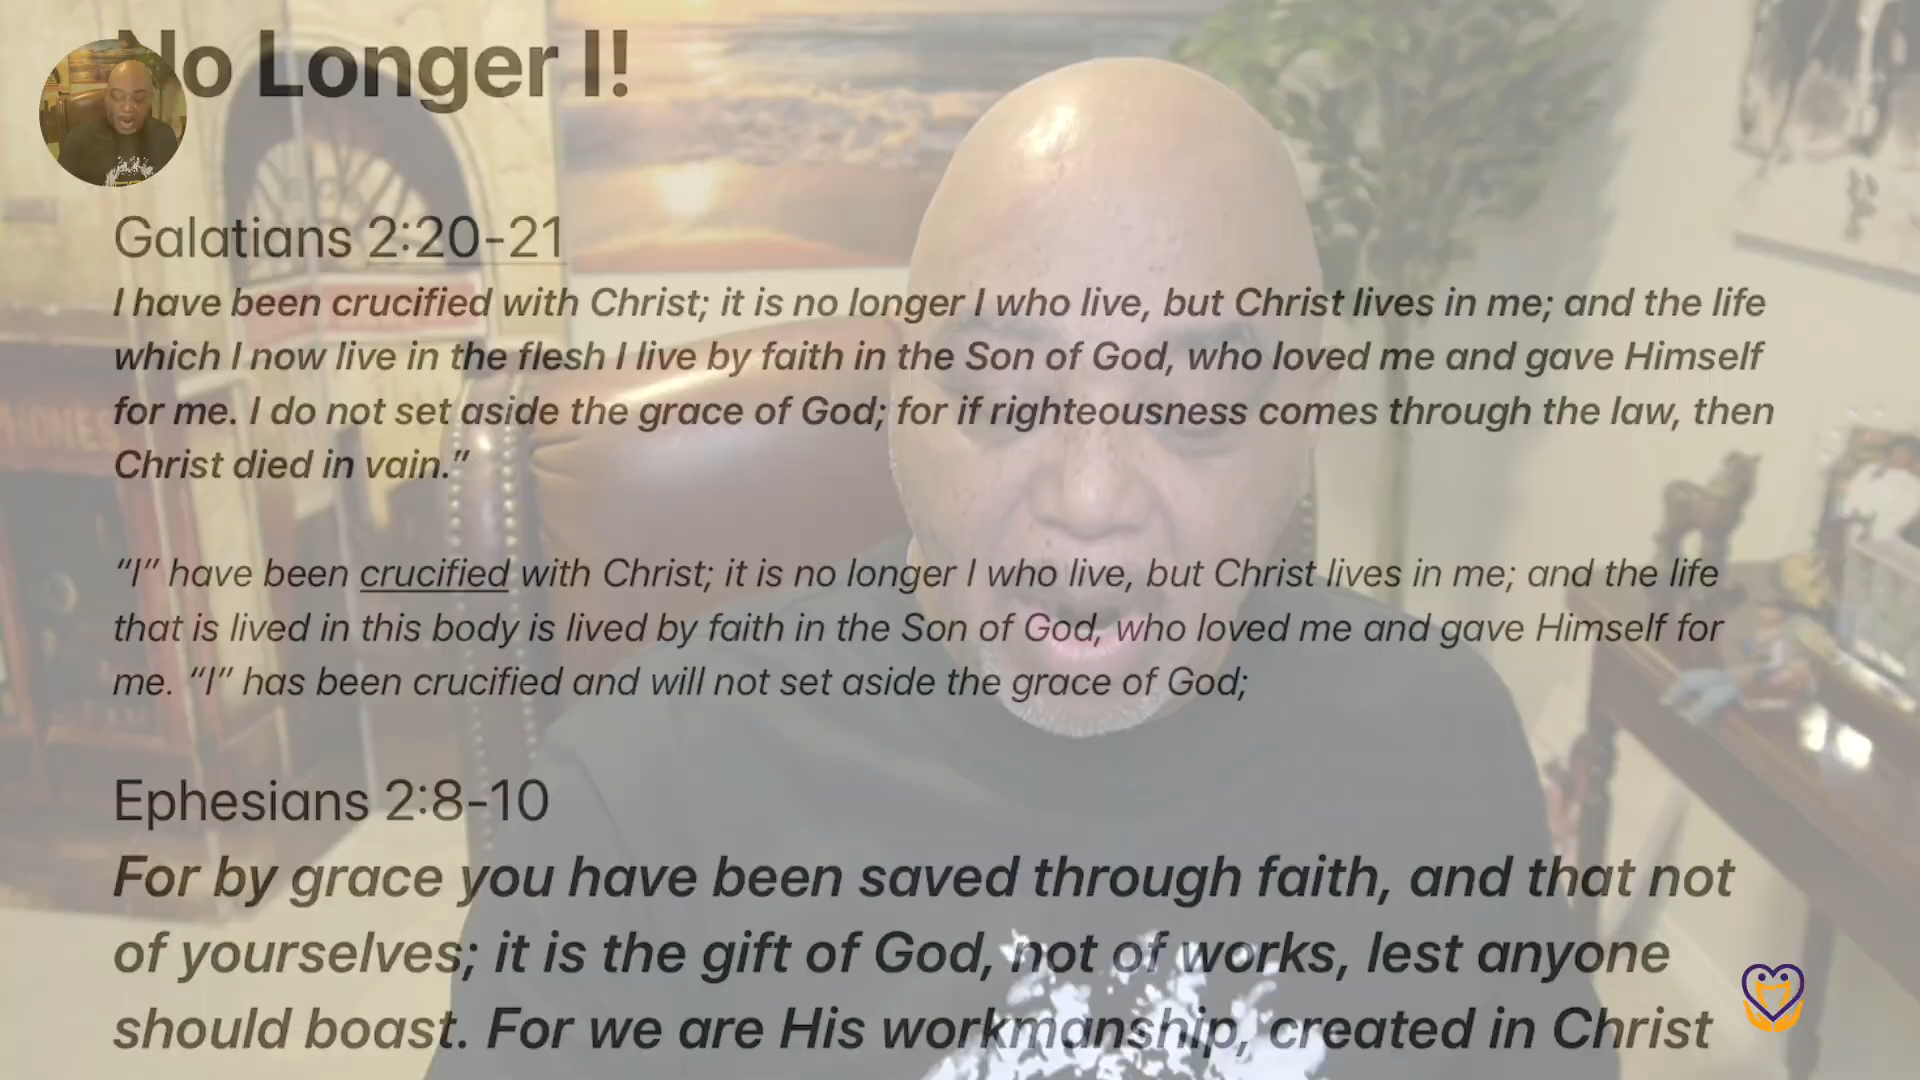 No Longer I!
Galatians 2:20-21
I have been crucified with Christ; it is no longer I who live, but Christ lives in me; and the life
which I now live in the flesh I live by faith in the Son of God, who loved me and gave Himself
for me. I do not set aside the grace of God; for if righteousness comes through the law, then
Christ died in vain.”
“I” have been crucified with Christ; it is no longer I who live, but Christ lives in me; and the life
that is lived in this body is lived by faith in the Son of God, who loved me and gave Himself for
me. “I” has been crucified and will not set aside the grace of God;
Ephesians 2:8-10
For by grace you have been saved through faith, and that not
of yourselves; it is the gift of God, not of works, lest anyone
should boast. For we are His workmanship, created in Christ